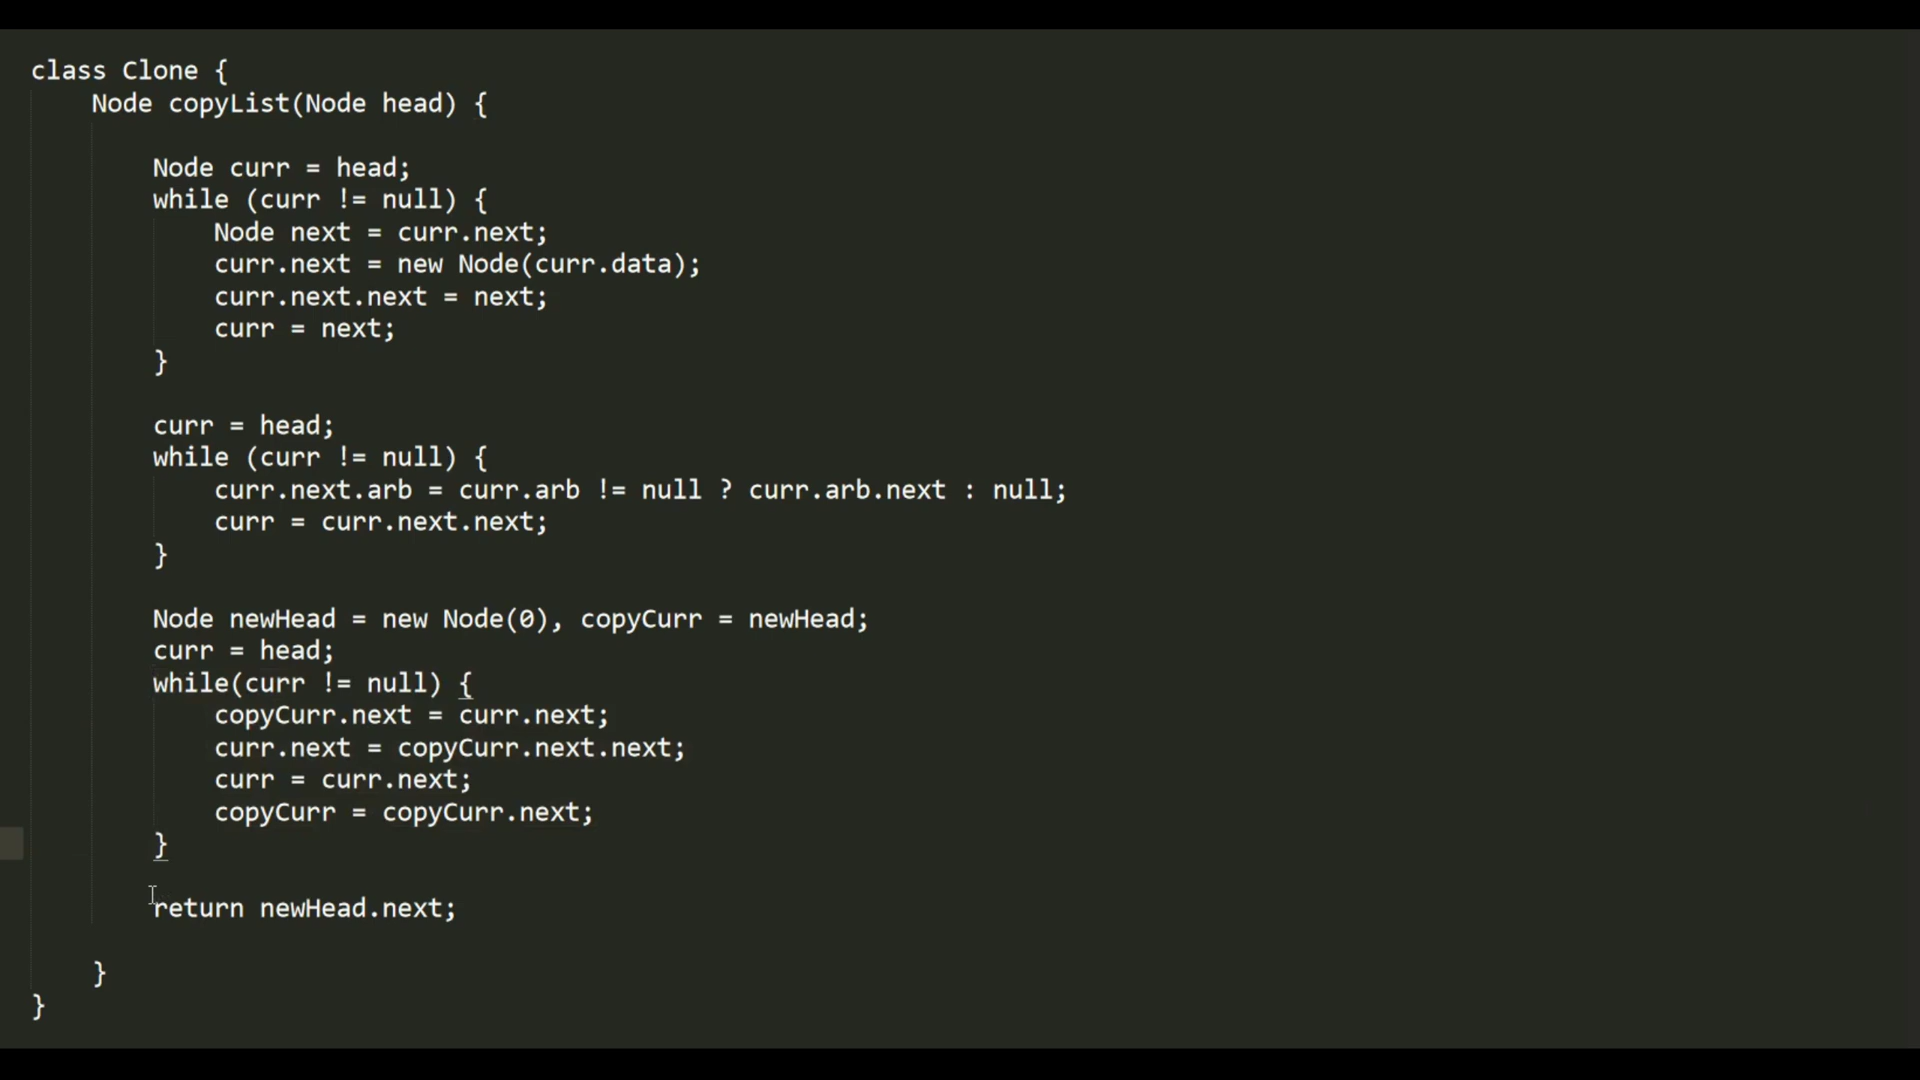 class Clone {
Node copyList(Node head) {
Node curr = head;
while (curr != null) {
Node next = curr.next;
curr.next = new Node(curr.data);
curr.next.next = next;
curr = next;
}
curr = head;
while (curr != null) {
curr.next.arb = curr.arb != null ? curr.arb.next : null;
curr = curr.next.next;
}
Node newHead = new Node(0), copyCurr = newHead;
curr = head;
while(curr != null) {
copyCurr.next = curr.next;
curr.next = copyCurr.next.next;
curr = curr.next;
copyCurr = copyCurr.next;
}
return newHead.next;
}
}